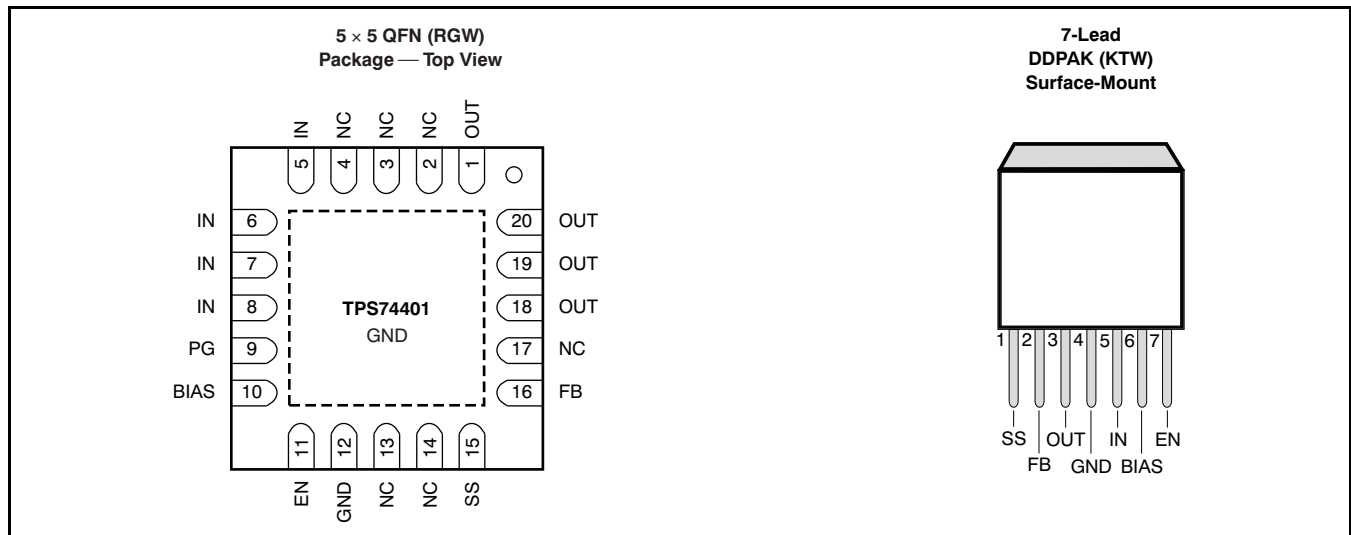 5 × 5 QFN (RGW)
Package — Top View
IN NC NC NC OUT
5 4 3 2 1
IN 6
IN 7
IN 8
PG 9
BIAS 10
20 OUT
19 OUT
18 OUT
17 NC
16 FB
TPS74401
GND
11 12 13 14 15
EN GND NC NC SS
7-Lead
DDPAK (KTW)
Surface-Mount
1 2 3 4 5 6 7
SS OUT IN EN
FB GND BIAS